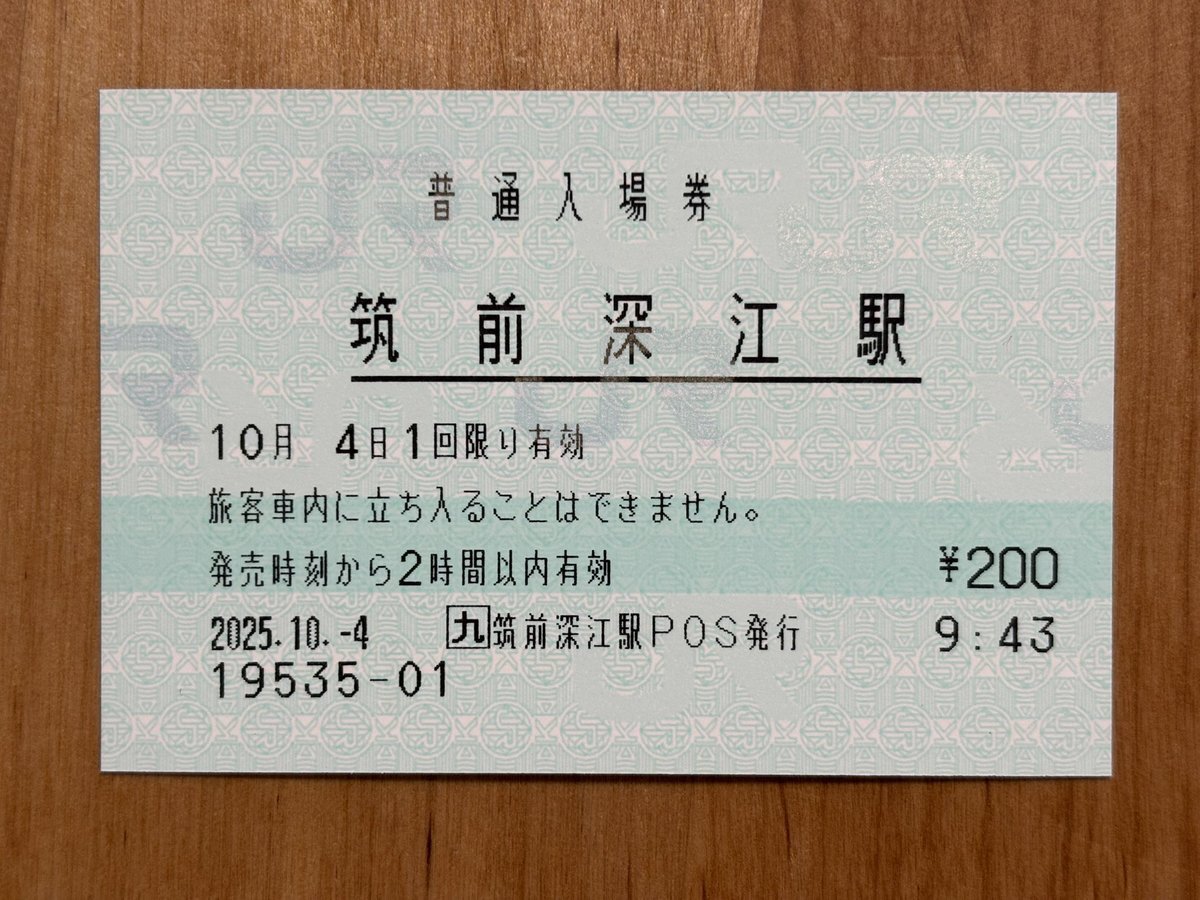 普通入場券
筑前深江駅
10月 4日1回限り有効
旅客車内に立ち入ることはできません。
発売時刻から2時間以内有効 ¥200
2025.10.-4 九筑前深江駅POS発行 9:43
19535-01